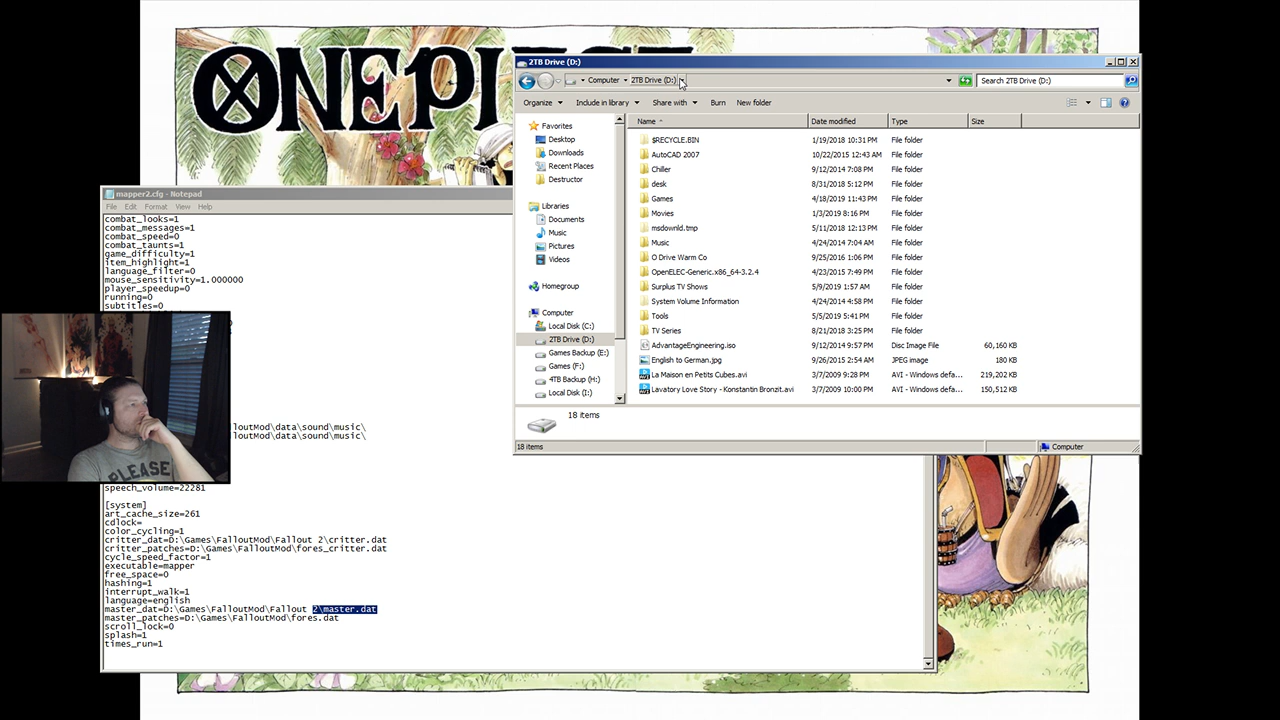 ONEPIECE
2TB Drive (D:)
Computer 2TB Drive (D:) Search 2TB Drive (D:)
Organize Include in library Share with Burn New folder
Favorites
Desktop
Downloads
Recent Places
Destructor
Libraries
Documents
Music
Pictures
Videos
Homegroup
Computer
Local Disk (C:)
2TB Drive (D:)
Games Backup (E:)
Games (F:)
4TB Backup (H:)
Local Disk (I:)
Name Date modified Type Size
$RECYCLE.BIN 1/19/2018 10:31 PM File folder
AutoCAD 2007 10/22/2015 12:43 AM File folder
Chiller 9/12/2014 7:08 PM File folder
desk 8/31/2018 5:12 PM File folder
Games 4/18/2019 11:43 PM File folder
Movies 1/3/2019 8:16 PM File folder
msdownld.tmp 5/11/2018 12:13 PM File folder
Music 4/24/2014 7:04 AM File folder
O Drive Warm Co 9/25/2016 1:06 PM File folder
OpenELEC-Generic.x86_64-3.2.4 4/23/2015 7:49 PM File folder
Surplus TV Shows 5/9/2019 1:57 AM File folder
System Volume Information 4/24/2014 4:58 PM File folder
Tools 5/5/2019 5:41 PM File folder
TV Series 8/21/2018 3:25 PM File folder
AdvantageEngineering.iso 9/12/2014 9:57 PM Disc Image File 60,160 KB
English to German.jpg 9/26/2015 2:54 AM JPEG image 180 KB
La Maison en Petits Cubes.avi 3/7/2009 9:28 PM AVI - Windows defa... 219,202 KB
Lavatory Love Story - Konstantin Bronzit.avi 3/7/2009 10:00 PM AVI - Windows defa... 150,512 KB
18 items
18 items Computer
mapper2.cfg - Notepad
File Edit Format View Help
combat_looks=1
combat_messages=1
combat_speed=0
combat_taunts=1
game_difficulty=1
item_highlight=1
language_filter=0
mouse_sensitivity=1.000000
player_speedup=0
running=0
subtitles=0
loutMod\data\sound\music\
loutMod\data\sound\music\
PLEASE
speech_volume=22281
[system]
art_cache_size=261
cdlock=
color_cycling=1
critter_dat=D:\Games\FalloutMod\Fallout 2\critter.dat
critter_patches=D:\Games\FalloutMod\fores_critter.dat
cycle_speed_factor=1
executable=mapper
free_space=0
hashing=1
interrupt_walk=1
language=english
master_dat=D:\Games\FalloutMod\Fallout 2\master.dat
master_patches=D:\Games\FalloutMod\fores.dat
scroll_lock=0
splash=1
times_run=1